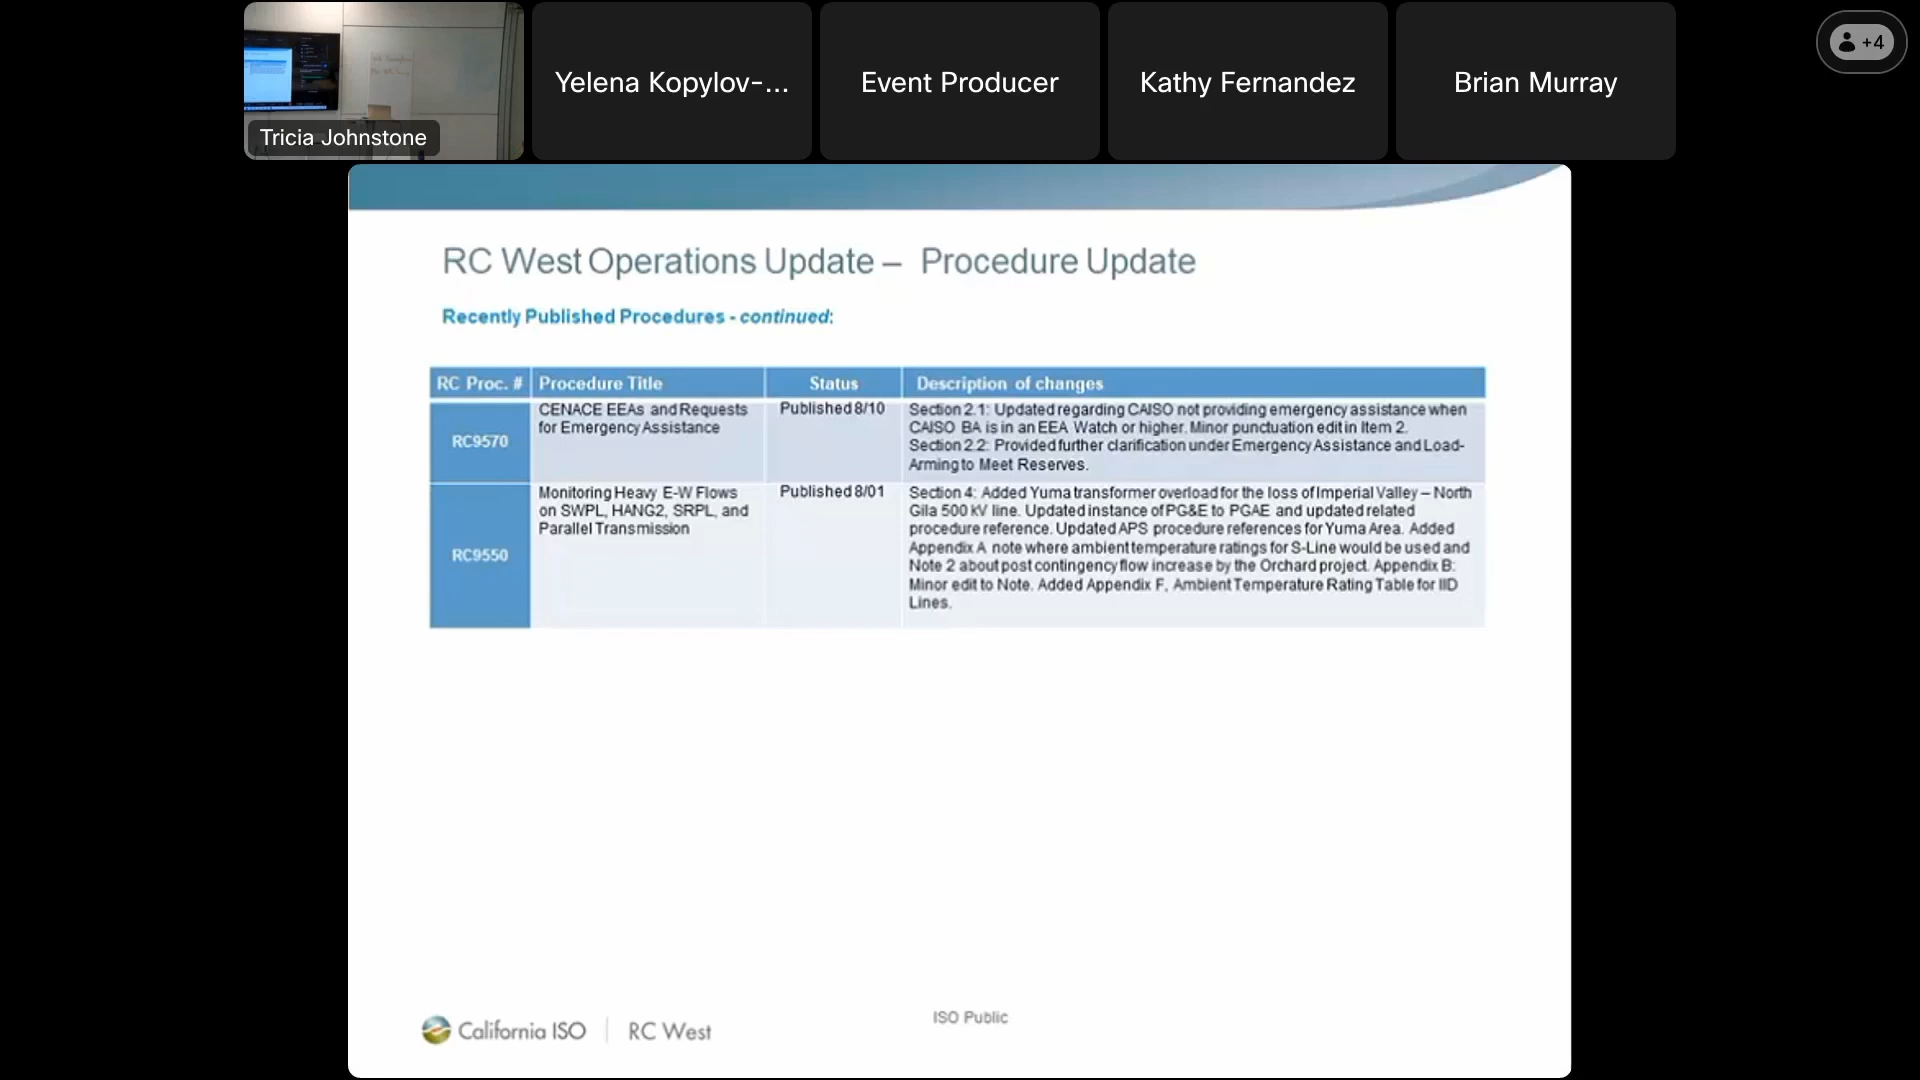 Tricia Johnstone
Yelena Kopylov-...
Event Producer
Kathy Fernandez
Brian Murray
+4
RC West Operations Update – Procedure Update
Recently Published Procedures - continued:
RC Proc. # Procedure Title Status Description of changes
RC9570
CENACE EEAs and Requests
for Emergency Assistance
Published 8/10
Section 2.1: Updated regarding CAISO not providing emergency assistance when
CAISO BA is in an EEA Watch or higher. Minor punctuation edit in Item 2.
Section 2.2: Provided further clarification under Emergency Assistance and Load-
Arming to Meet Reserves.
RC9550
Monitoring Heavy E-W Flows
on SWPL, HANG2, SRPL, and
Parallel Transmission
Published 8/01
Section 4: Added Yuma transformer overload for the loss of Imperial Valley – North
Gila 500 kV line. Updated instance of PG&E to PGAE and updated related
procedure reference. Updated APS procedure references for Yuma Area. Added
Appendix A note where ambient temperature ratings for S-Line would be used and
Note 2 about post contingency flow increase by the Orchard project. Appendix B:
Minor edit to Note. Added Appendix F, Ambient Temperature Rating Table for IID
Lines.
California ISO | RC West
ISO Public